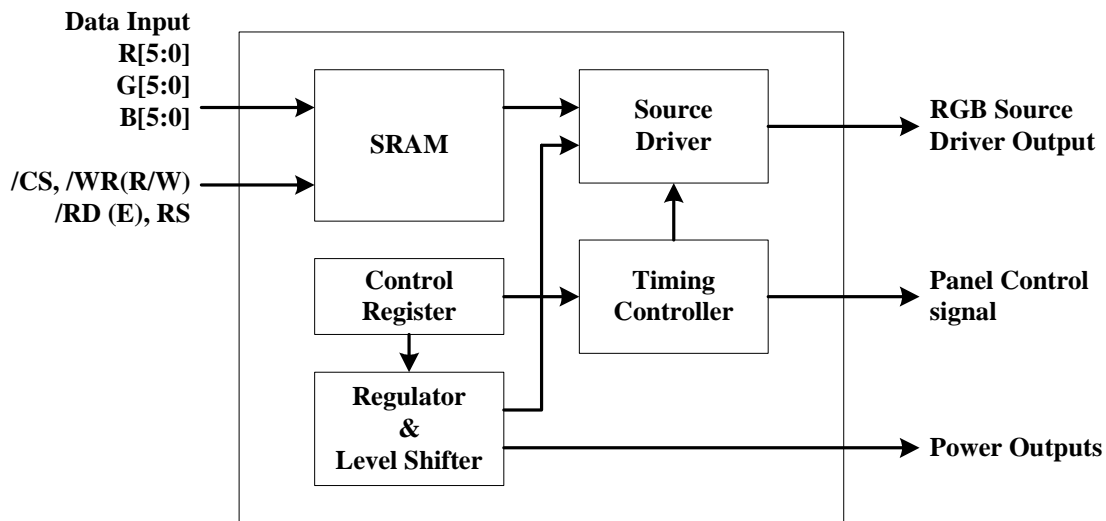 Data Input
R[5:0]
G[5:0]
B[5:0]
/CS, /WR(R/W)
/RD (E), RS
SRAM
Source
Driver
RGB Source
Driver Output
Control
Register
Timing
Controller
Panel Control
signal
Regulator
&
Level Shifter
Power Outputs